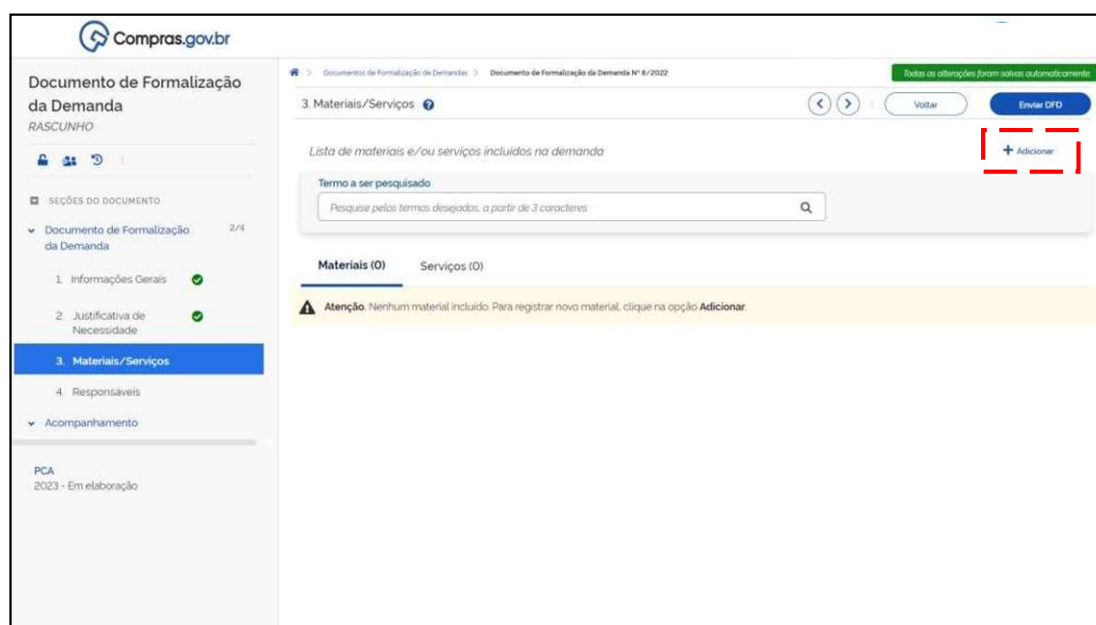 Compras.gov.br
Documento de Formalização
da Demanda
RASCUNHO
SEÇÕES DO DOCUMENTO
Documento de Formalização 2/4
da Demanda
1. Informações Gerais
2. Justificativa de
Necessidade
3. Materiais/Serviços
4. Responsáveis
Acompanhamento
PCA
2023 - Em elaboração
> Documentos de Formalização de Demandas > Documento de Formalização da Demanda Nº 8/2022
Todas as alterações foram salvas automaticamente
3. Materiais/Serviços ?
< > Voltar Enviar DFD
Lista de materiais e/ou serviços incluídos na demanda
+ Adicionar
Termo a ser pesquisado
Pesquise pelos termos desejados, a partir de 3 caracteres
Materiais (0) Serviços (0)
Atenção. Nenhum material incluído. Para registrar novo material, clique na opção Adicionar